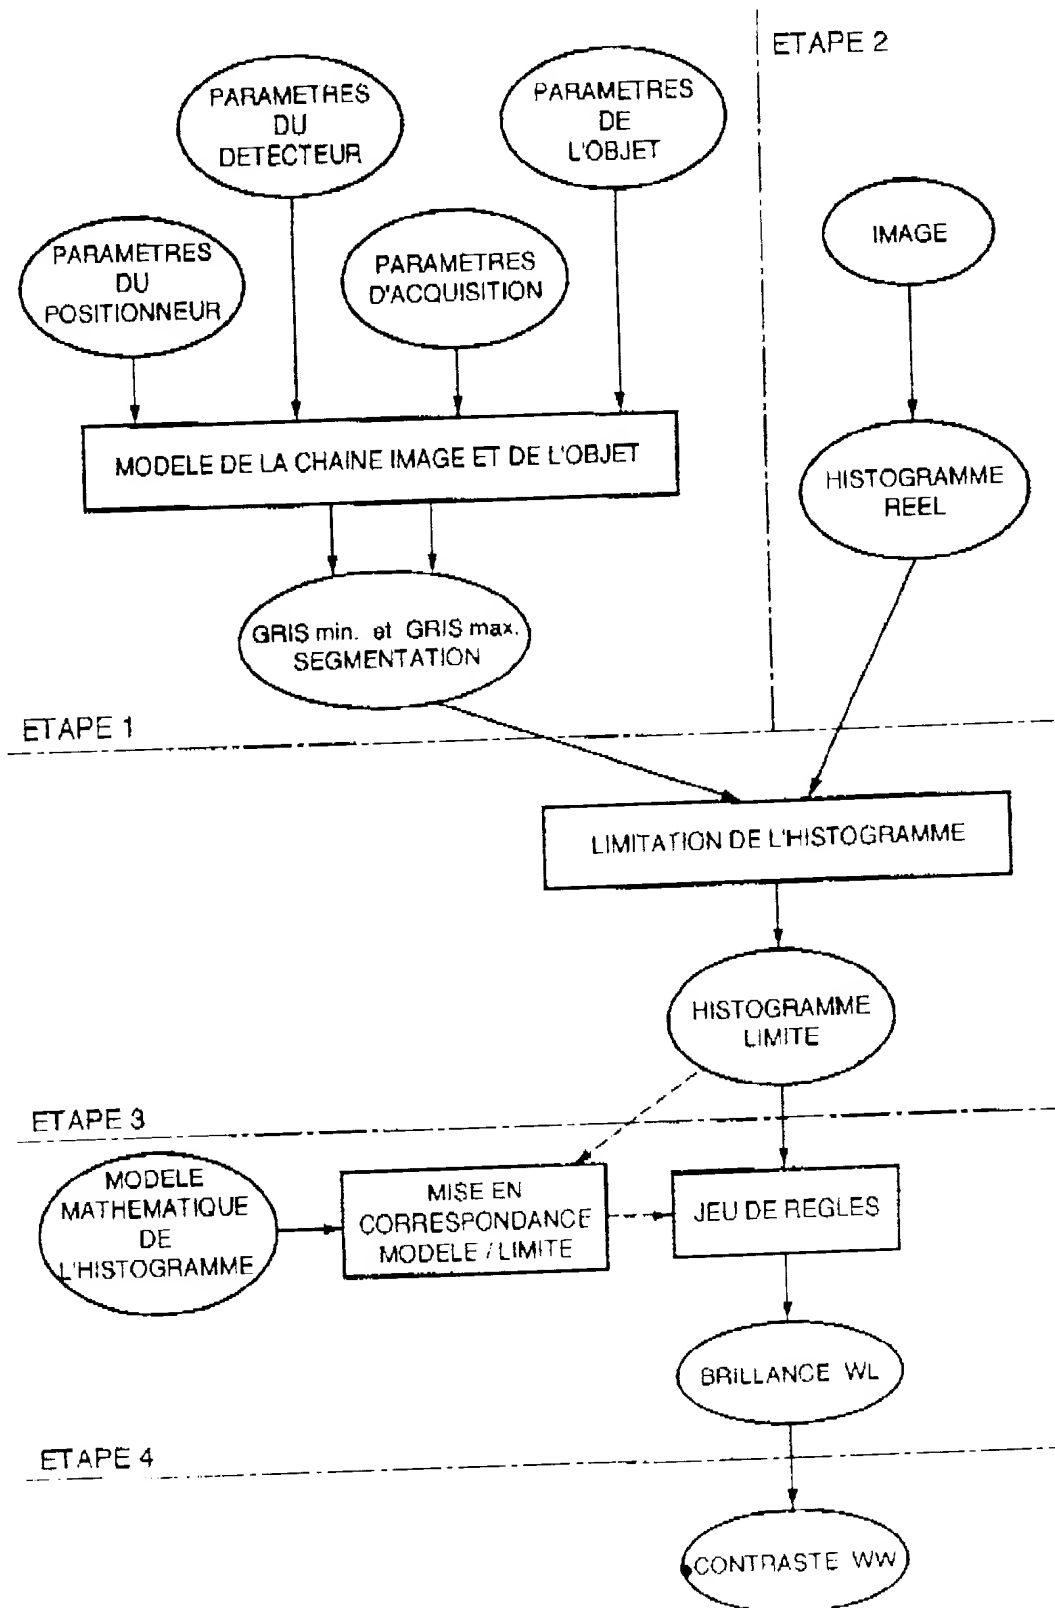 ETAPE 2
PARAMETRES
DU
DETECTEUR
PARAMETRES
DE
L'OBJET
PARAMETRES
DU
POSITIONNEUR
PARAMETRES
D'ACQUISITION
IMAGE
MODELE DE LA CHAINE IMAGE ET DE L'OBJET
HISTOGRAMME
REEL
GRIS min. et GRIS max.
SEGMENTATION
ETAPE 1
LIMITATION DE L'HISTOGRAMME
HISTOGRAMME
LIMITE
ETAPE 3
MODELE
MATHEMATIQUE
DE
L'HISTOGRAMME
MISE EN
CORRESPONDANCE
MODELE / LIMITE
JEU DE REGLES
BRILLANCE WL
ETAPE 4
CONTRASTE WW